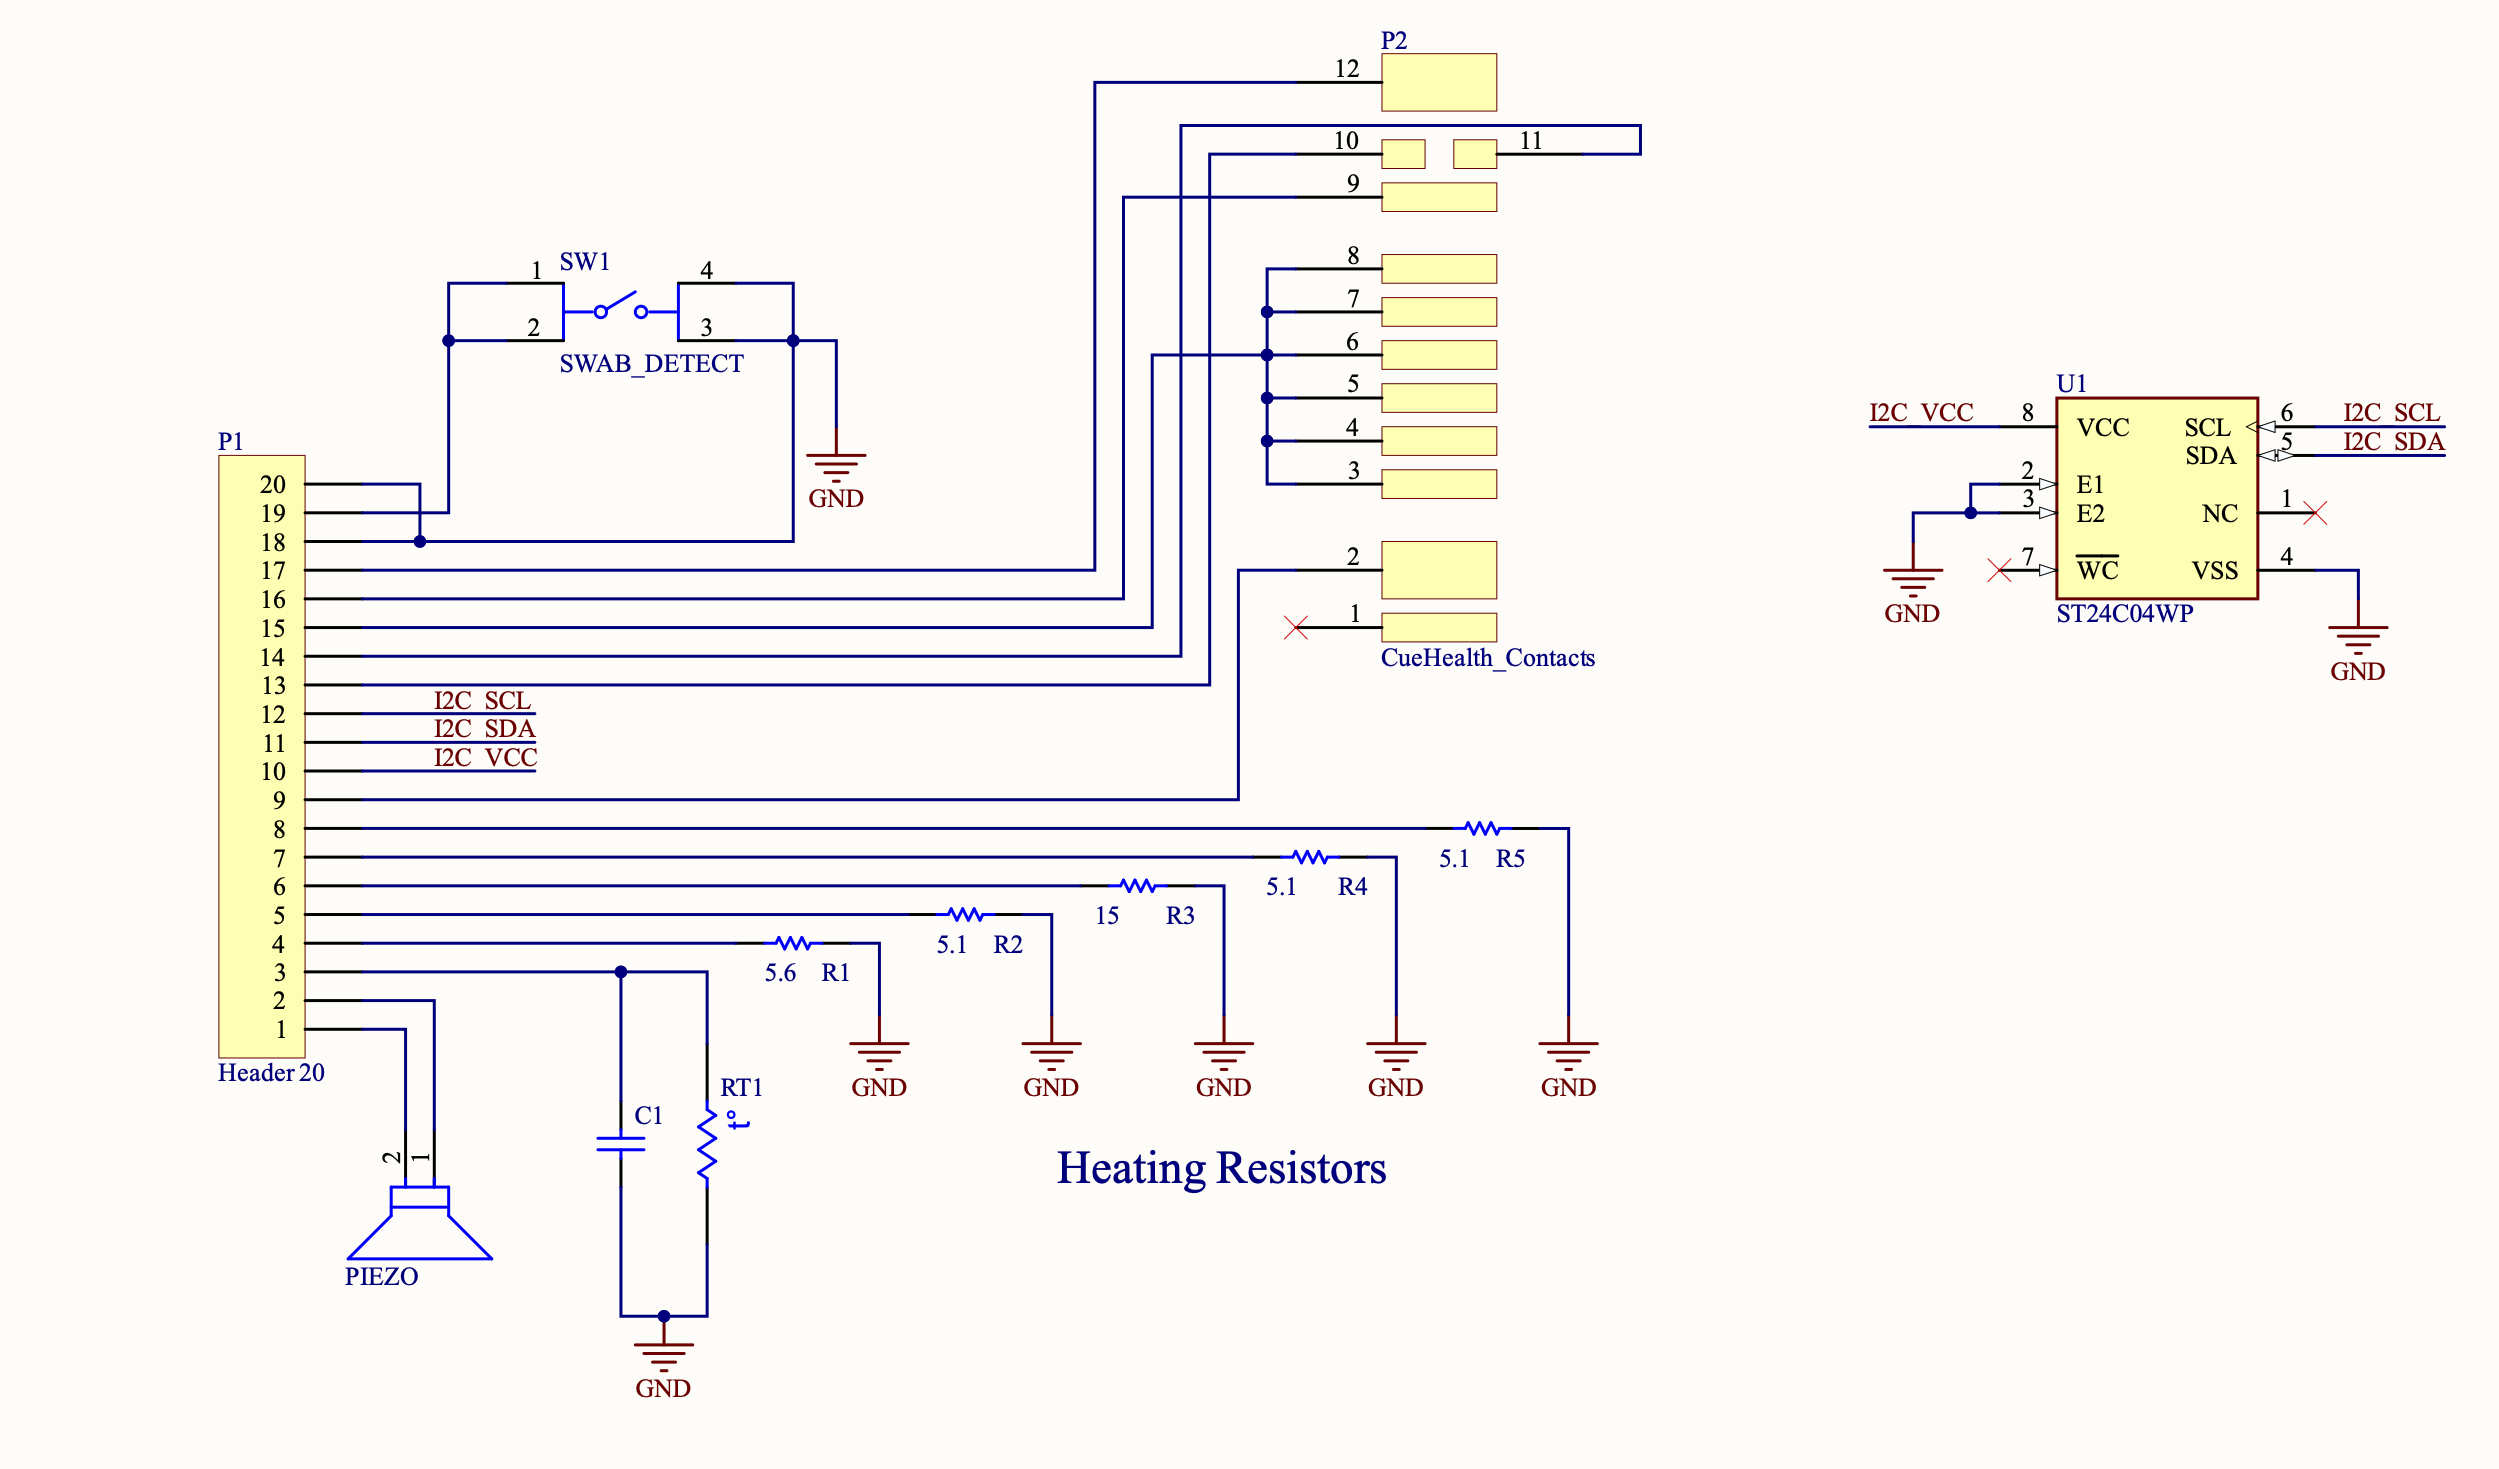 P2
12
10
11
9
8
7
6
5
4
3
2
1
CueHealth_Contacts
SW1
1
4
2
3
SWAB_DETECT
GND
P1
20
19
18
17
16
15
14
13
12 I2C_SCL
11 I2C_SDA
10 I2C_VCC
9
8
7
6
5
4
3
2
1
Header 20
5.1 R5
5.1 R4
15 R3
5.1 R2
5.6 R1
GND
GND
GND
GND
GND
Heating Resistors
2
1
PIEZO
C1
RT1
t°
GND
U1
I2C_VCC 8 VCC SCL 6 I2C_SCL
SDA 5 I2C_SDA
2 E1
3 E2 NC 1
7 WC VSS 4
ST24C04WP
GND
GND